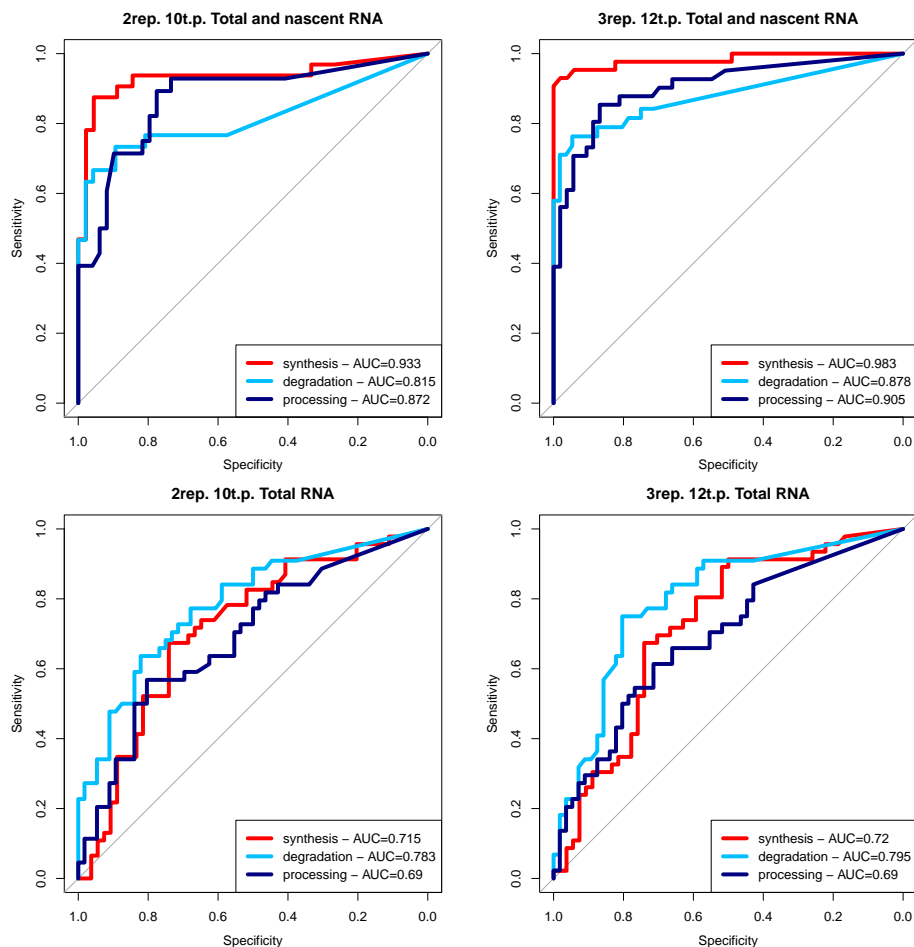 2rep. 10t.p. Total and nascent RNA
1.0
0.8
0.6
0.4
0.2
0.0
Sensitivity
synthesis − AUC=0.933
degradation − AUC=0.815
processing − AUC=0.872
1.0 0.8 0.6 0.4 0.2 0.0
Specificity
3rep. 12t.p. Total and nascent RNA
1.0
0.8
0.6
0.4
0.2
0.0
Sensitivity
synthesis − AUC=0.983
degradation − AUC=0.878
processing − AUC=0.905
1.0 0.8 0.6 0.4 0.2 0.0
Specificity
2rep. 10t.p. Total RNA
1.0
0.8
0.6
0.4
0.2
0.0
Sensitivity
synthesis − AUC=0.715
degradation − AUC=0.783
processing − AUC=0.69
1.0 0.8 0.6 0.4 0.2 0.0
Specificity
3rep. 12t.p. Total RNA
1.0
0.8
0.6
0.4
0.2
0.0
Sensitivity
synthesis − AUC=0.72
degradation − AUC=0.795
processing − AUC=0.69
1.0 0.8 0.6 0.4 0.2 0.0
Specificity